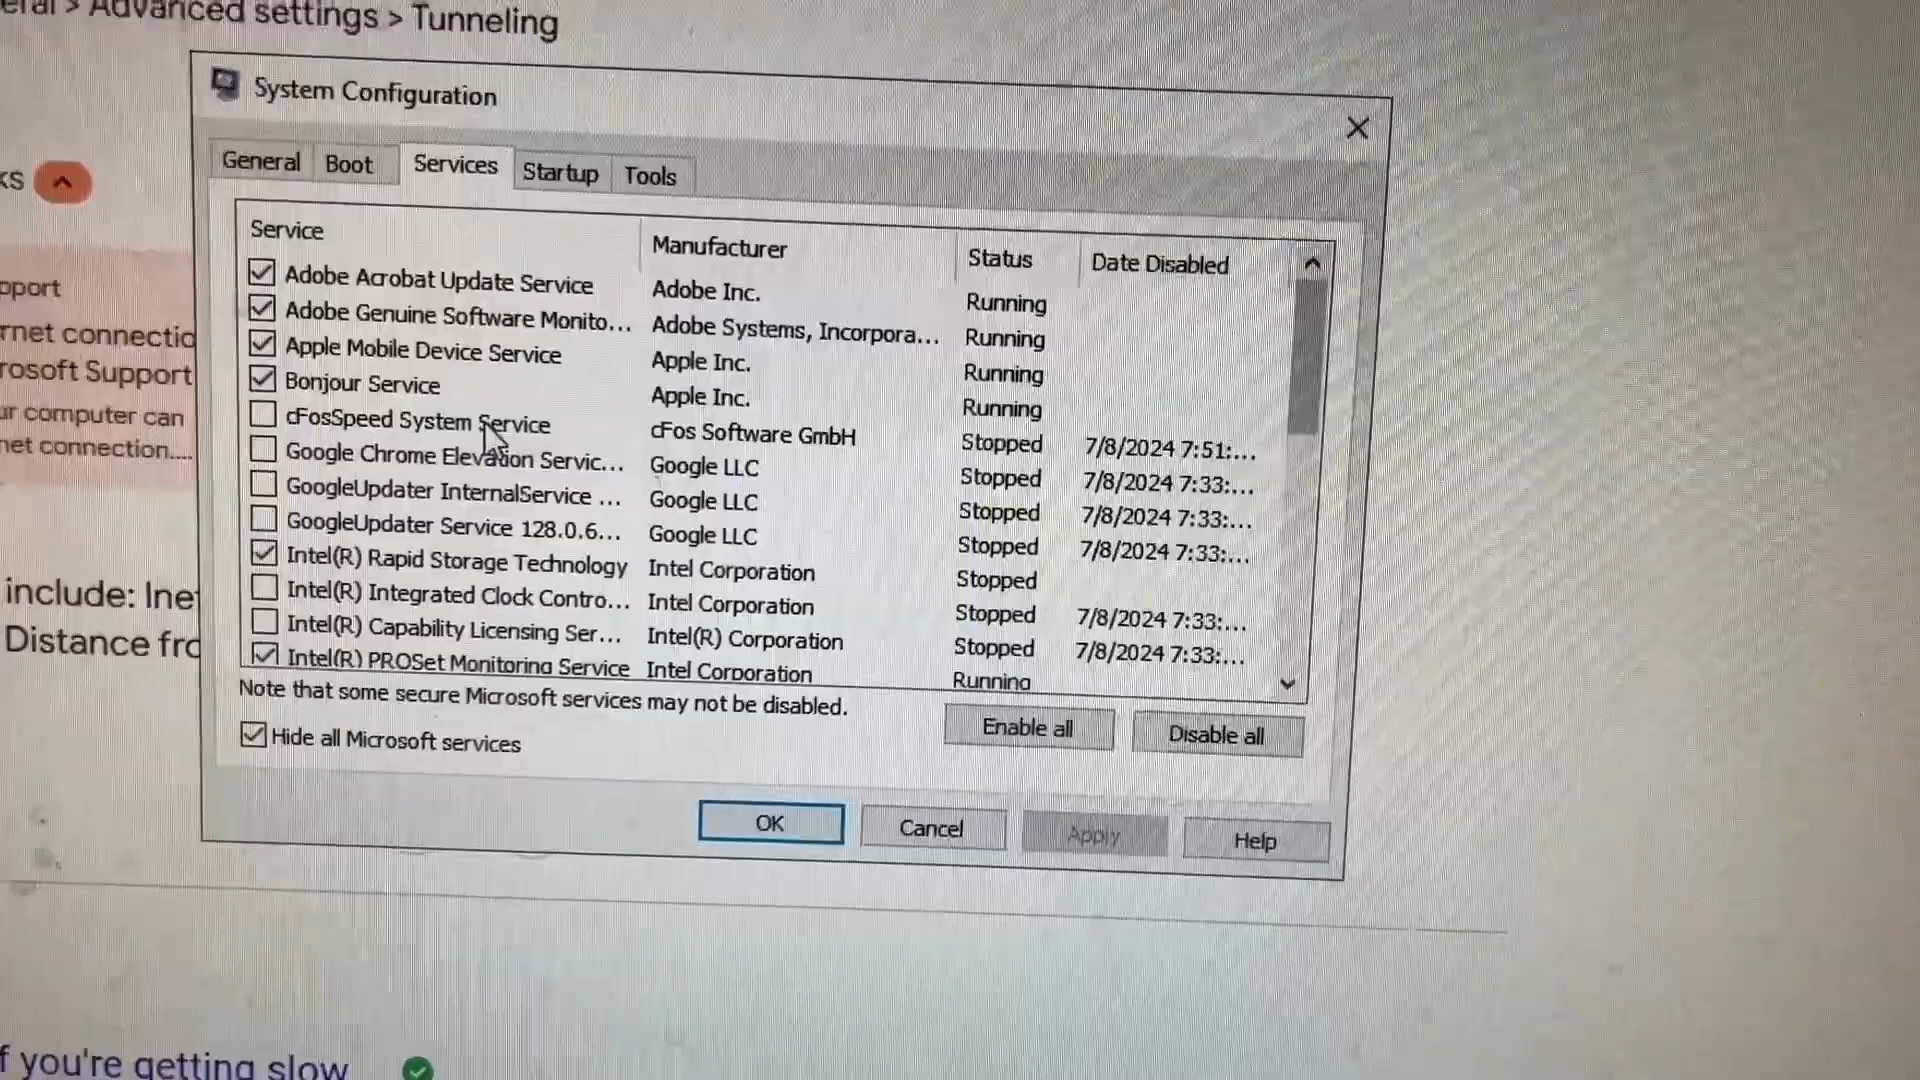 > Advanced settings > Tunneling
System Configuration
General Boot Services Startup Tools
Service Manufacturer Status Date Disabled
Adobe Acrobat Update Service Adobe Inc. Running
Adobe Genuine Software Monito... Adobe Systems, Incorpora... Running
Apple Mobile Device Service Apple Inc. Running
Bonjour Service Apple Inc. Running
cFosSpeed System Service cFos Software GmbH Stopped 7/8/2024 7:51:...
Google Chrome Elevation Servic... Google LLC Stopped 7/8/2024 7:33:...
GoogleUpdater InternalService ... Google LLC Stopped 7/8/2024 7:33:...
GoogleUpdater Service 128.0.6... Google LLC Stopped 7/8/2024 7:33:...
Intel(R) Rapid Storage Technology Intel Corporation Stopped
Intel(R) Integrated Clock Contro... Intel Corporation Stopped 7/8/2024 7:33:...
Intel(R) Capability Licensing Ser... Intel(R) Corporation Stopped 7/8/2024 7:33:...
Intel(R) PROSet Monitoring Service Intel Corporation Running
Note that some secure Microsoft services may not be disabled.
Enable all Disable all
Hide all Microsoft services
OK Cancel Apply Help
ks
pport
rnet connectio
rosoft Support
ur computer can
net connection....
include: Ine
Distance fro
f you're getting slow